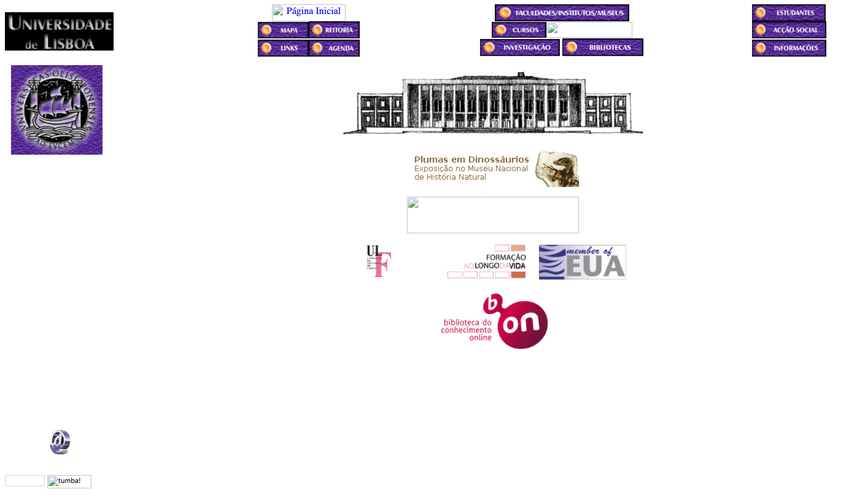 UNIVERSIDADE
de LISBOA
Página Inicial
MAPA
REITORIA
LINKS
AGENDA
FACULDADES/INSTITUTOS/MUSEUS
CURSOS
INVESTIGAÇÃO
BIBLIOTECAS
ESTUDANTES
ACÇÃO SOCIAL
INFORMAÇÕES
Plumas em Dinossáurios
Exposição no Museu Nacional
de História Natural
UL
F
FORMAÇÃO
AO LONGO DA VIDA
member of
EUA
b
on
biblioteca do
conhecimento
online
tumba!